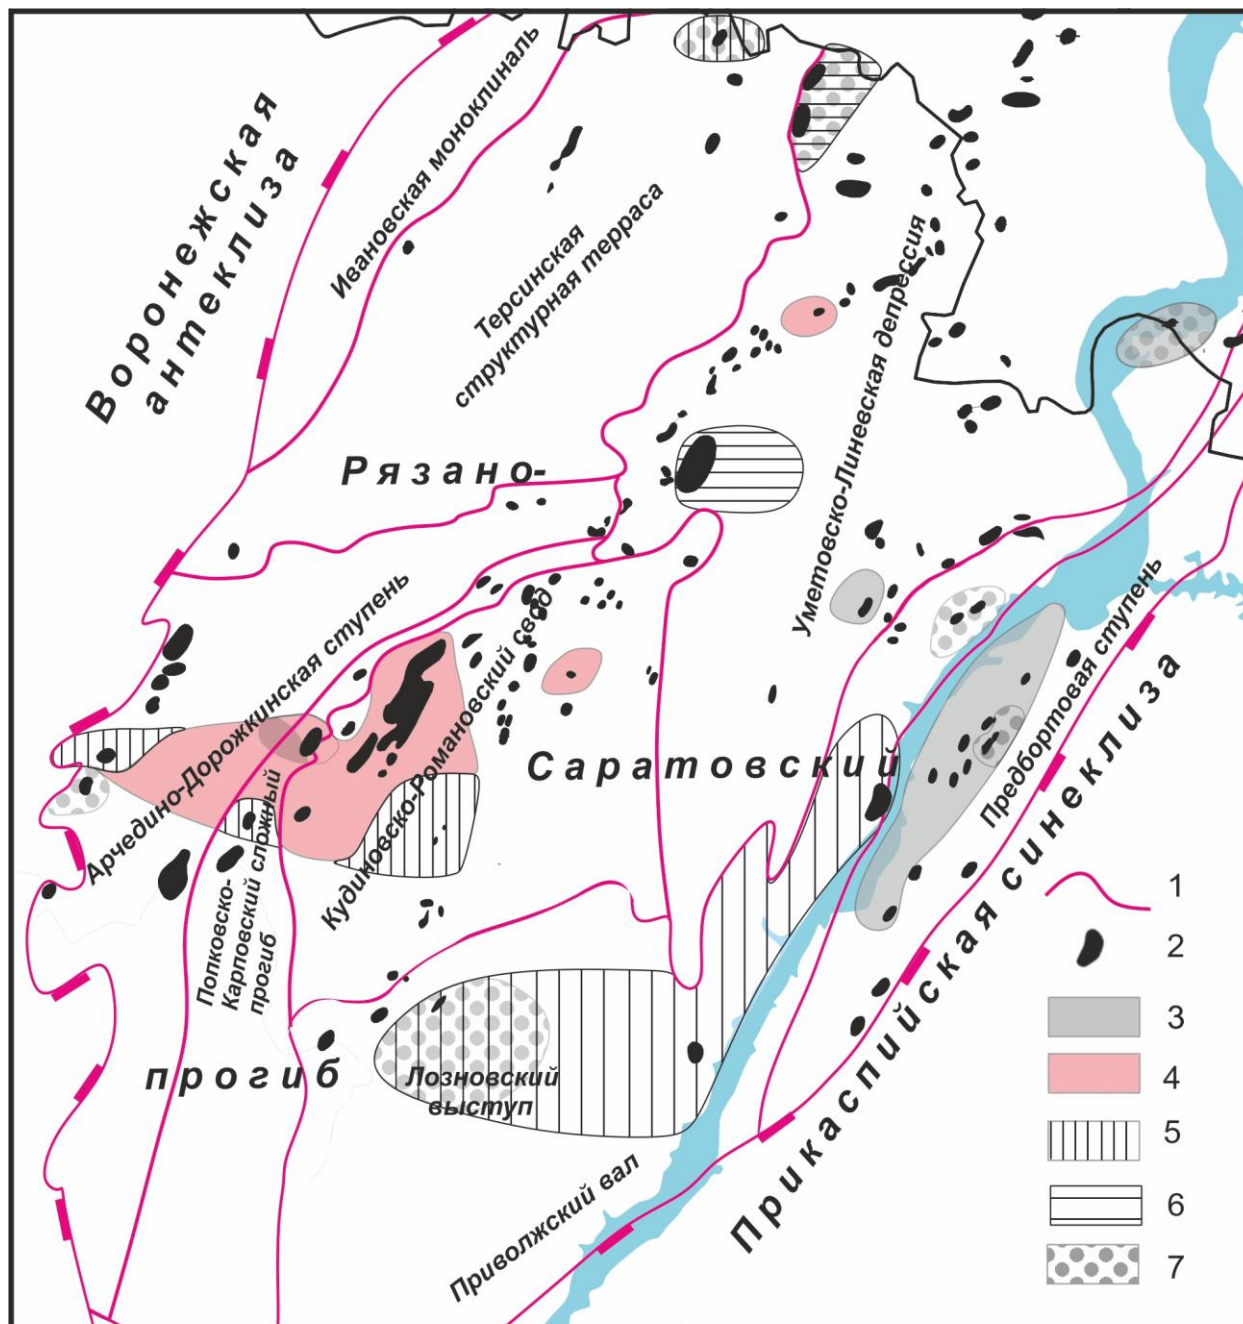 Воронежская
антеклиза
Ивановская моноклиналь
Терсинская
структурная терраса
Уметовско-Линевская депрессия
Рязано-
Арчедино-Дорожкинская ступень
Кудиновско-Романовский свод
Саратовский
Предбортовая ступень
Прикаспийская синеклиза
Попковско-
Карповский сложный
прогиб
прогиб
Лозновский
выступ
Приволжский вал
1
2
3
4
5
6
7